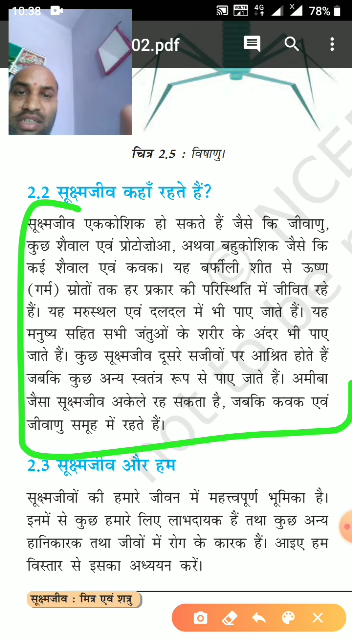 10:38
4G
78%
02.pdf
चित्र 2.5 : विषाणु।
2.2 सूक्ष्मजीव कहाँ रहते हैं?
सूक्ष्मजीव एककोशिक हो सकते हैं जैसे कि जीवाणु,
कुछ शैवाल एवं प्रोटोज़ोआ, अथवा बहुकोशिक जैसे कि
कई शैवाल एवं कवक। यह बर्फीली शीत से ऊष्ण
(गर्म) स्रोतों तक हर प्रकार की परिस्थिति में जीवित रहे
हैं। यह मरुस्थल एवं दलदल में भी पाए जाते हैं। यह
मनुष्य सहित सभी जंतुओं के शरीर के अंदर भी पाए
जाते हैं। कुछ सूक्ष्मजीव दूसरे सजीवों पर आश्रित होते हैं
जबकि कुछ अन्य स्वतंत्र रूप से पाए जाते हैं। अमीबा
जैसा सूक्ष्मजीव अकेले रह सकता है, जबकि कवक एवं
जीवाणु समूह में रहते हैं।
2.3 सूक्ष्मजीव और हम
सूक्ष्मजीवों की हमारे जीवन में महत्त्वपूर्ण भूमिका है।
इनमें से कुछ हमारे लिए लाभदायक हैं तथा कुछ अन्य
हानिकारक तथा जीवों में रोग के कारक हैं। आइए हम
विस्तार से इसका अध्ययन करें।
सूक्ष्मजीव : मित्र एवं शत्रु